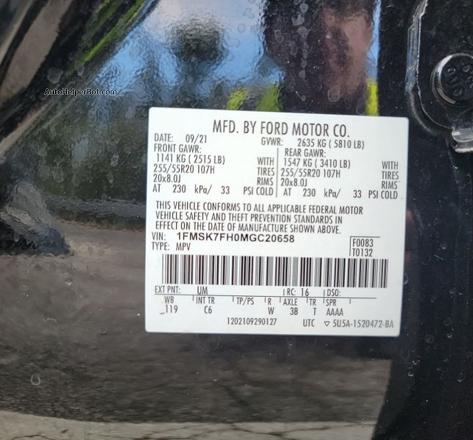 AutoHelperBot.com
MFD. BY FORD MOTOR CO.
DATE: 09/21 GVWR: 2635 KG ( 5810 LB)
FRONT GAWR: REAR GAWR:
1141 KG ( 2515 LB) WITH 1547 KG ( 3410 LB) WITH
255/55R20 107H TIRES 255/55R20 107H TIRES
20x8.0J RIMS 20x8.0J RIMS
AT 230 kPa/ 33 PSI COLD AT 230 kPa/ 33 PSI COLD
THIS VEHICLE CONFORMS TO ALL APPLICABLE FEDERAL MOTOR
VEHICLE SAFETY AND THEFT PREVENTION STANDARDS IN
EFFECT ON THE DATE OF MANUFACTURE SHOWN ABOVE.
VIN: 1FMSK7FH0MGC20658 F0083
TYPE: MPV T0132
EXT PNT: UM RC: 16 DSO:
WB INT TR TP/PS R AXLE TR SPR
119 C6 W 3B T AAAA
1202109290127 UTC ▽ 5U5A-1520472-BA